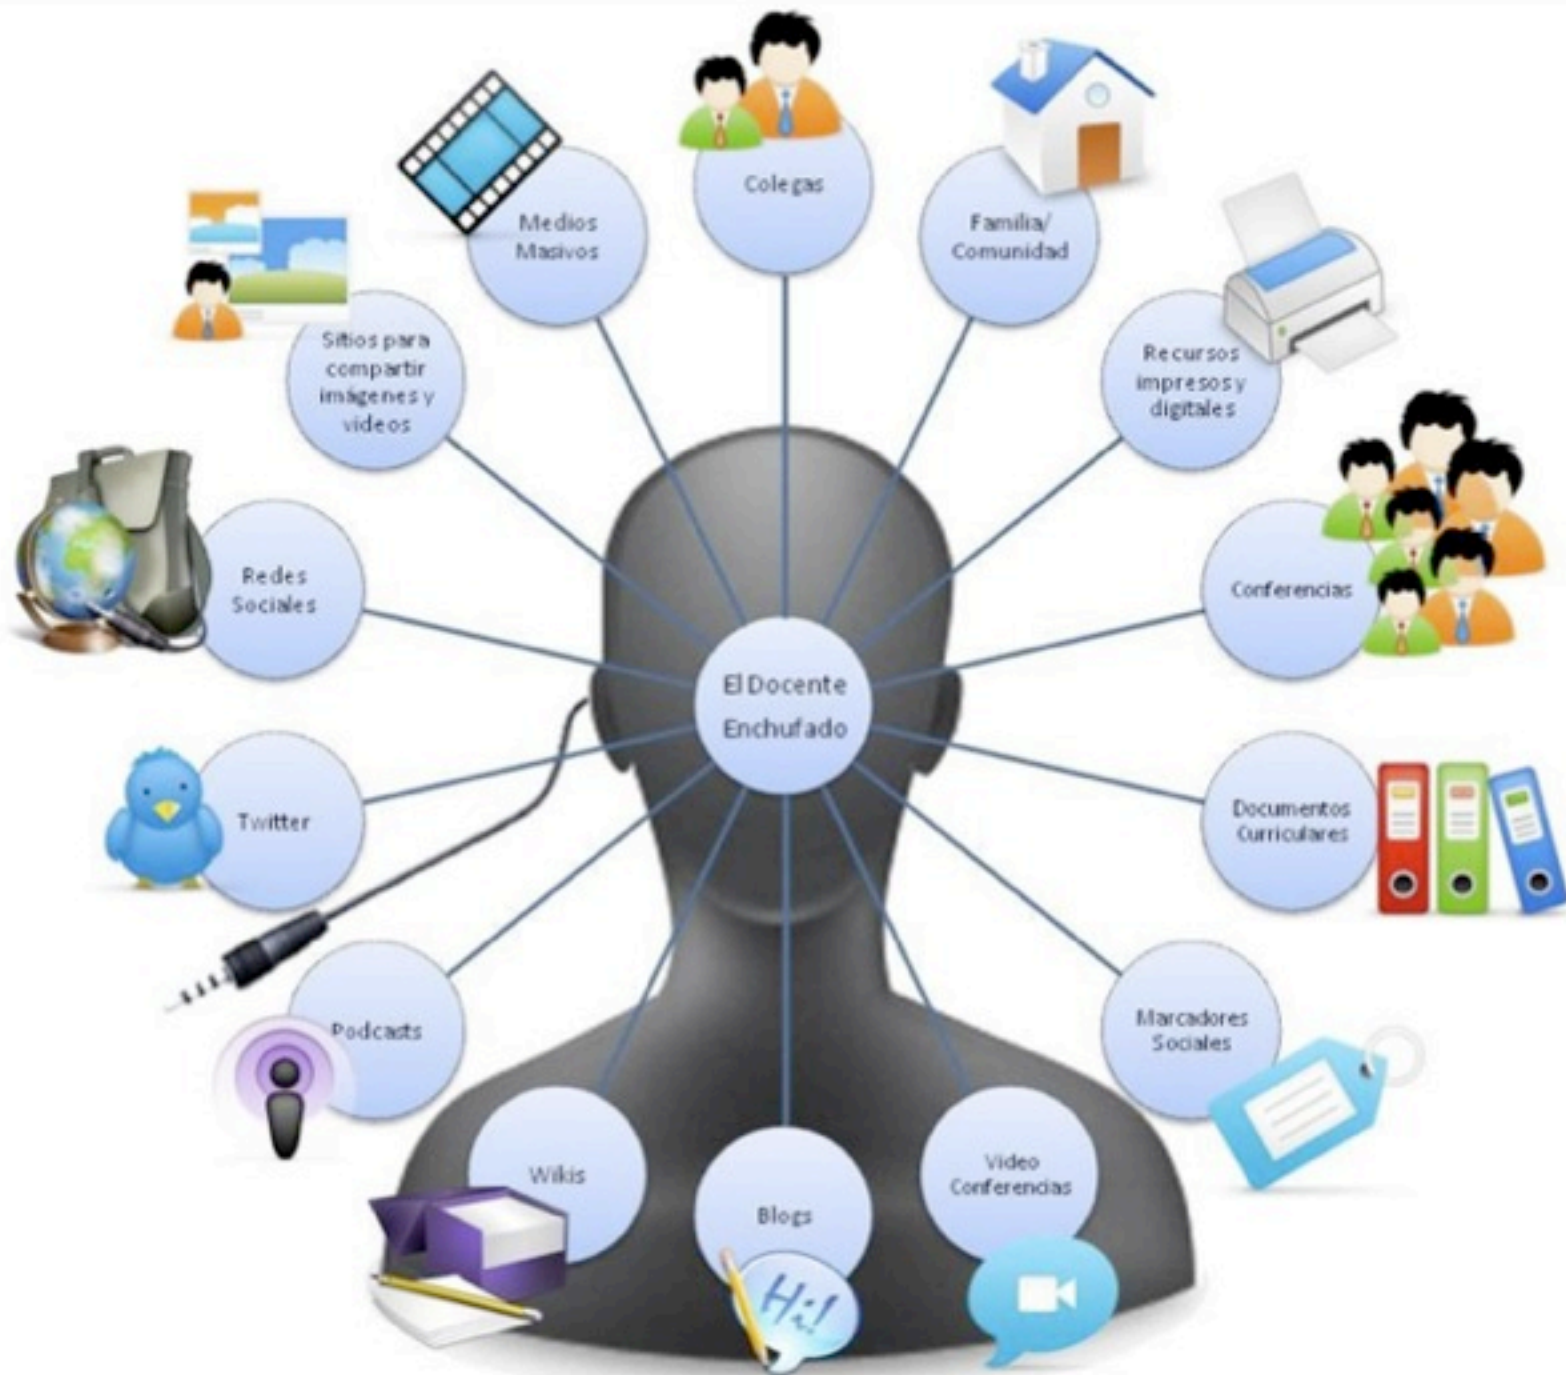 Colegas
Familia/
Comunidad
Recursos
impresos y
digitales
Conferencias
Documentos
Curriculares
Marcadores
Sociales
Video
Conferencias
Blogs
Hi!
Wikis
Podcasts
Twitter
Redes
Sociales
Sitios para
compartir
imágenes y
videos
Medios
Masivos
El Docente
Enchufado